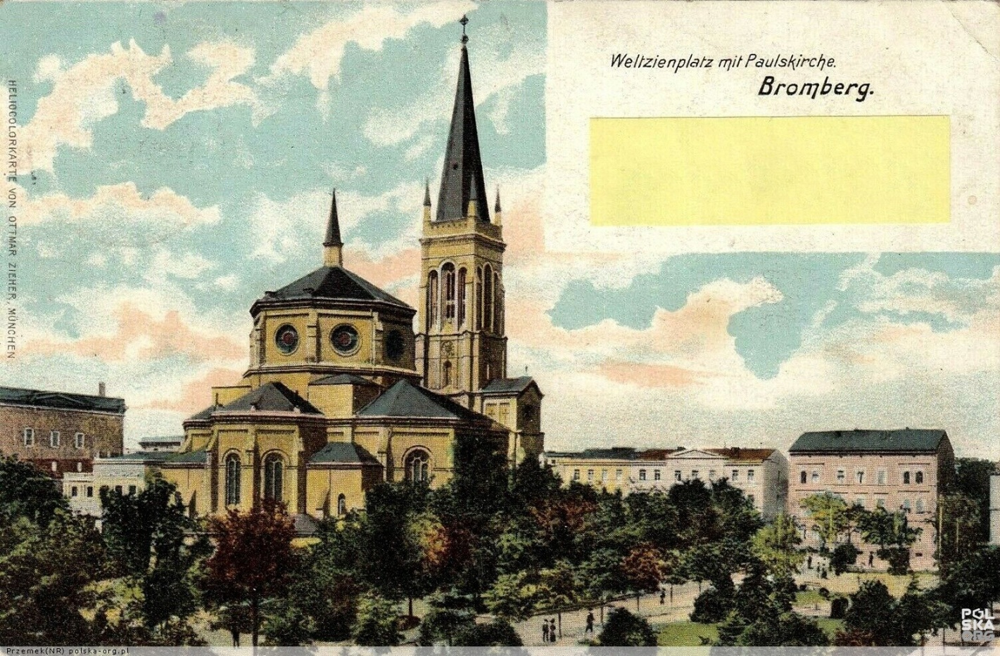 Weltzienplatz mit Paulskirche.
Bromberg.
HELIOCOLORKARTE VON OTTMAR ZIEHER, MÜNCHEN
POL
SKA
ORG
Przemek(NR) polska-org.pl